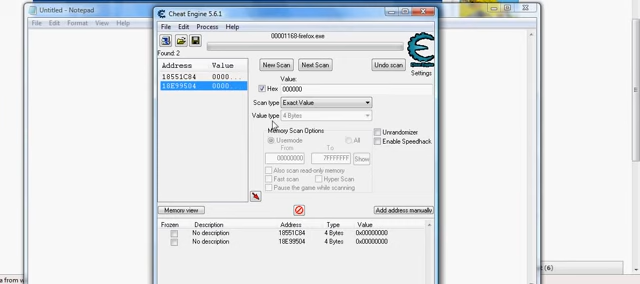 Untitled - Notepad
File Edit Format View Help
Cheat Engine 5.6.1
File Edit Process Help
00001168-firefox.exe
Found: 2
Address Value
18551C84 0000...
18E99504 0000...
New Scan Next Scan Undo scan
Settings
Value:
Hex 000000
Scan type Exact Value
Value type 4 Bytes
Memory Scan Options
Usermode All
From To
00000000 7FFFFFFF Show
Also scan read-only memory
Fast scan Hyper Scan
Pause the game while scanning
Unrandomizer
Enable Speedhack
Memory view Add address manually
Frozen Description Address Type Value
No description 18551C84 4 Bytes 0x00000000
No description 18E99504 4 Bytes 0x00000000
a from w
(6)